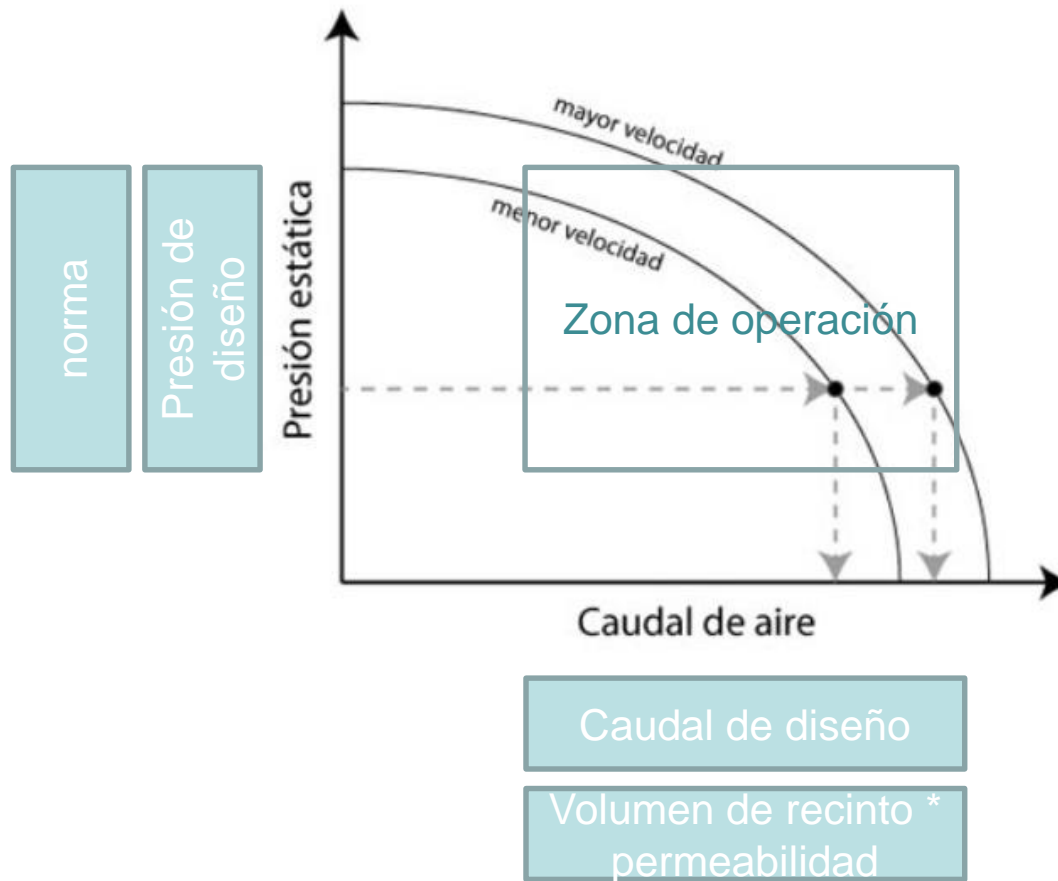 mayor velocidad
menor velocidad
norma
Presión de
diseño
Presión estática
Zona de operación
Caudal de aire
Caudal de diseño
Volumen de recinto *
permeabilidad